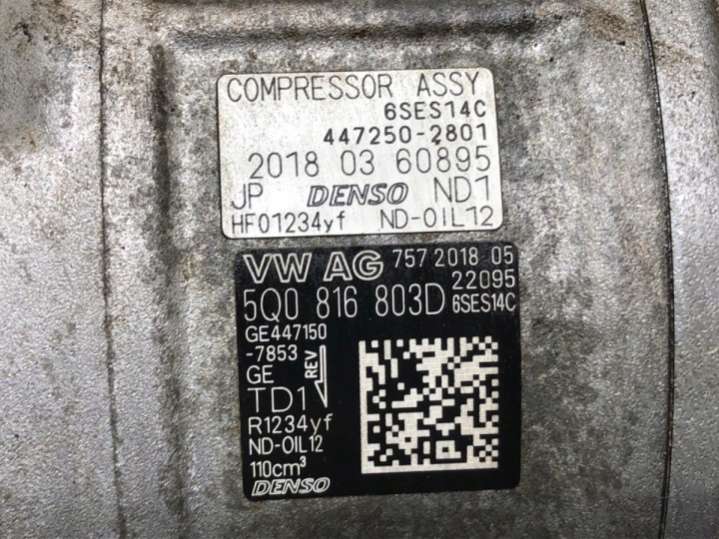 COMPRESSOR ASSY
6SES14C
447250-2801
2018 03 60895
JP DENSO ND1
HFO1234yf ND-OIL12
VW AG 757 2018 05
22095
5Q0 816 803D 6SES14C
GE447150
-7853
REV
GE
TD1
R1234yf
ND-OIL12
110cm³
DENSO